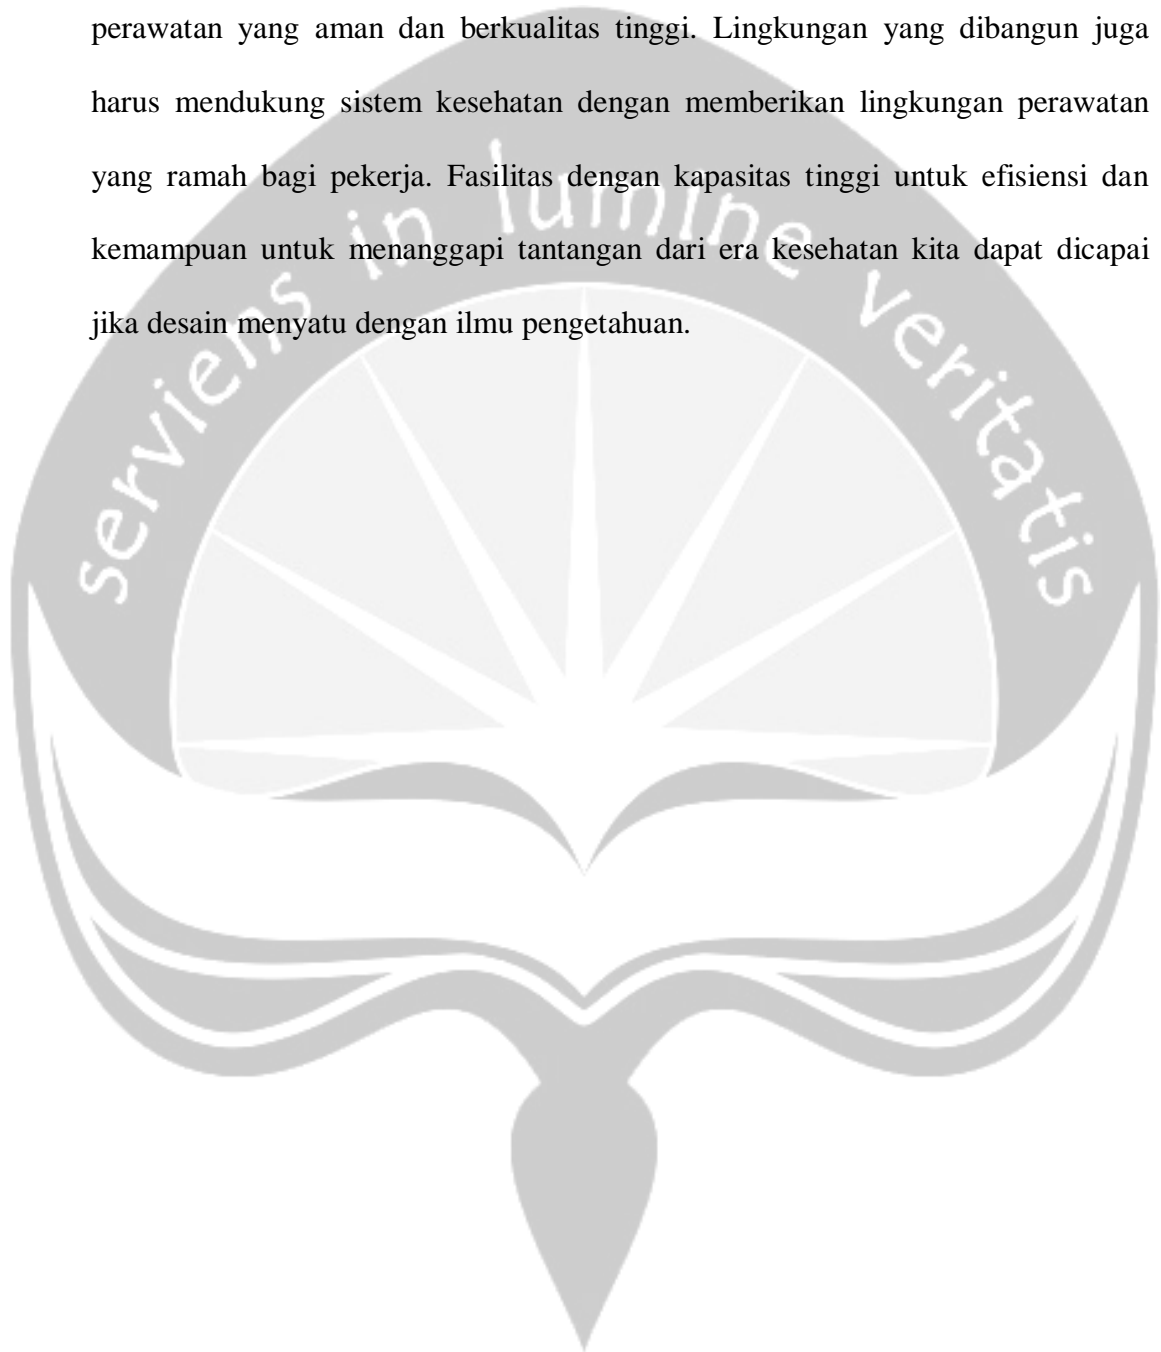 perawatan yang aman dan berkualitas tinggi. Lingkungan yang dibangun juga
harus mendukung sistem kesehatan dengan memberikan lingkungan perawatan
yang ramah bagi pekerja. Fasilitas dengan kapasitas tinggi untuk efisiensi dan
kemampuan untuk menanggapi tantangan dari era kesehatan kita dapat dicapai
jika desain menyatu dengan ilmu pengetahuan.
serviens in lumine veritatis